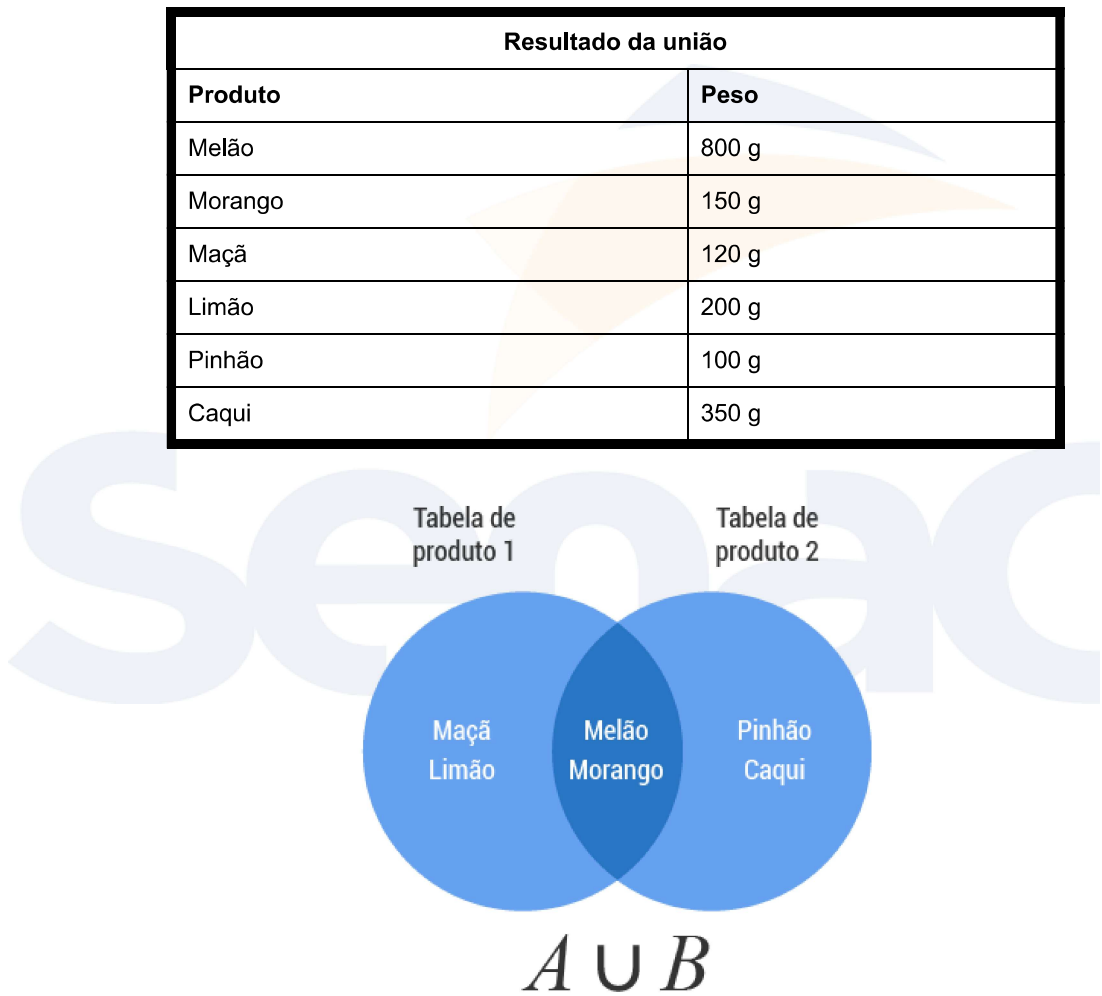 Resultado da união
Produto Peso
Melão 800 g
Morango 150 g
Maçã 120 g
Limão 200 g
Pinhão 100 g
Caqui 350 g
Senac
Tabela de
produto 1
Tabela de
produto 2
Maçã
Limão
Melão
Morango
Pinhão
Caqui
A ∪ B